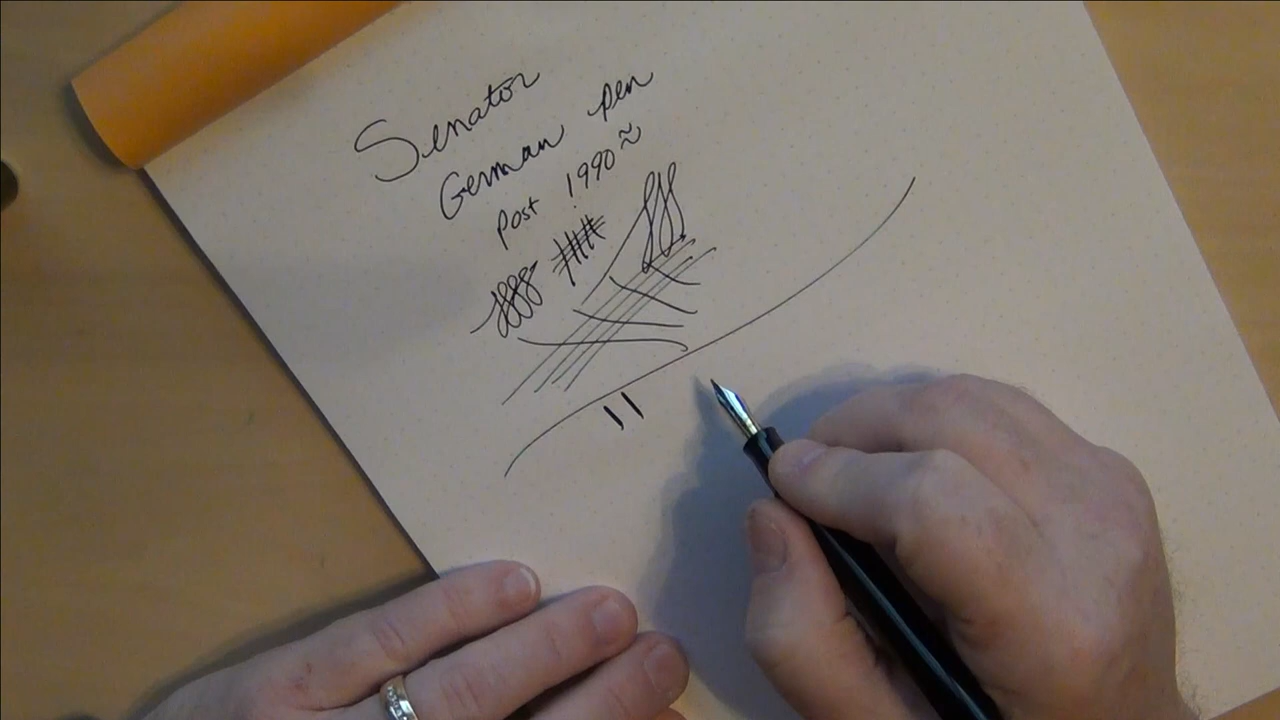 Senator
German pen
post 1990 ≈